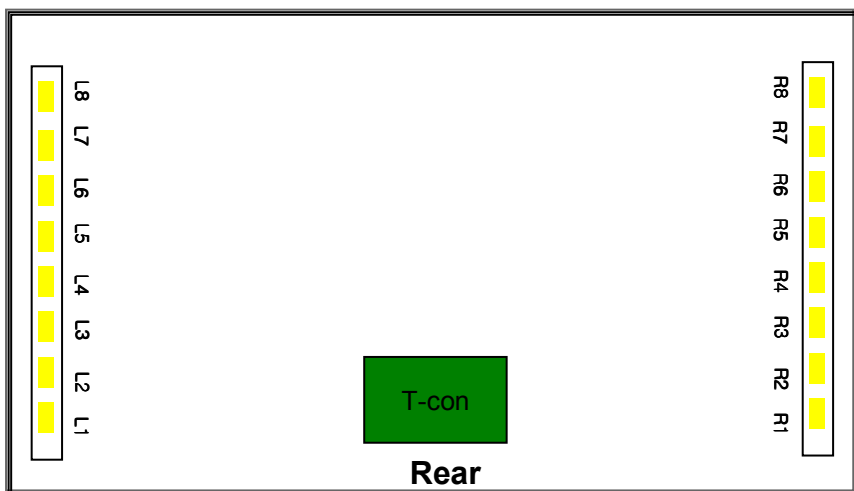 L8 R8
L7 R7
L6 R6
L5 R5
L4 R4
L3 R3
L2 R2
L1 R1
T-con
Rear